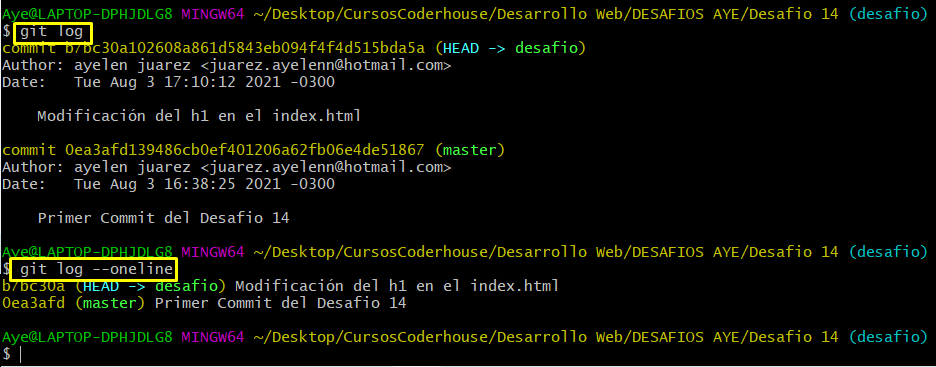 Aye@LAPTOP-DPHJDLG8 MINGW64 ~/Desktop/CursosCoderhouse/Desarrollo Web/DESAFIOS AYE/Desafio 14 (desafio)
$ git log
commit b7bc30a102608a861d5843eb094f4f4d515bda5a (HEAD -> desafio)
Author: ayelen juarez <juarez.ayelenn@hotmail.com>
Date:   Tue Aug 3 17:10:12 2021 -0300
Modificación del h1 en el index.html
commit 0ea3afd139486cb0ef401206a62fb06e4de51867 (master)
Author: ayelen juarez <juarez.ayelenn@hotmail.com>
Date:   Tue Aug 3 16:38:25 2021 -0300
Primer Commit del Desafio 14
Aye@LAPTOP-DPHJDLG8 MINGW64 ~/Desktop/CursosCoderhouse/Desarrollo Web/DESAFIOS AYE/Desafio 14 (desafio)
$ git log --oneline
b7bc30a (HEAD -> desafio) Modificación del h1 en el index.html
0ea3afd (master) Primer Commit del Desafio 14
Aye@LAPTOP-DPHJDLG8 MINGW64 ~/Desktop/CursosCoderhouse/Desarrollo Web/DESAFIOS AYE/Desafio 14 (desafio)
$